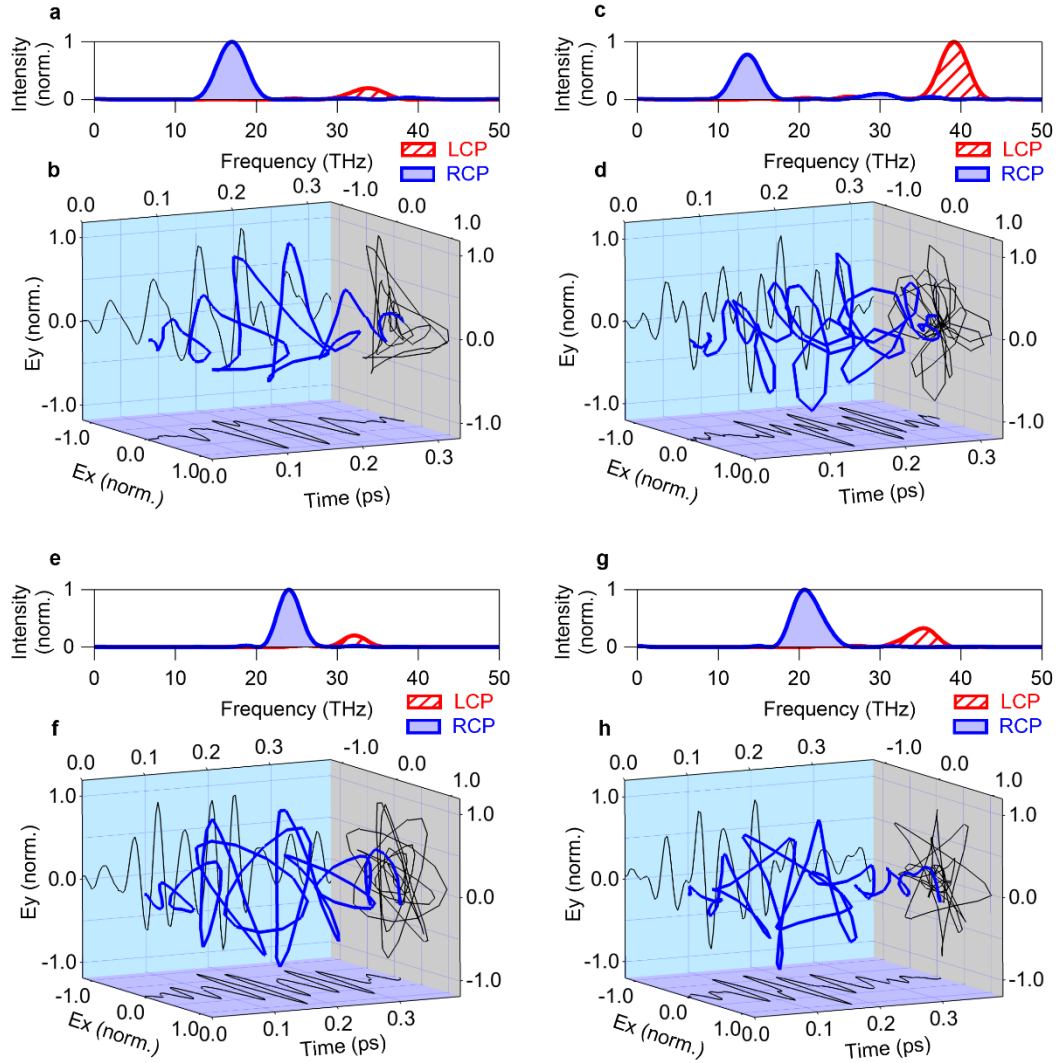 a
Intensity
(norm.)
1
0
0 10 20 30 40 50
Frequency (THz)
LCP
RCP
b
0.0 0.1 0.2 0.3 -1.0 0.0 1.0
Ey (norm.)
1.0
0.0
-1.0
1.0
0.0
-1.0
-1.0 0.0 1.0
Ex (norm.)
0.0 0.1 0.2 0.3
Time (ps)
c
Intensity
(norm.)
1
0
0 10 20 30 40 50
Frequency (THz)
LCP
RCP
d
0.0 0.1 0.2 0.3 -1.0 0.0 1.0
Ey (norm.)
1.0
0.0
-1.0
1.0
0.0
-1.0
-1.0 0.0 1.0
Ex (norm.)
0.0 0.1 0.2 0.3
Time (ps)
e
Intensity
(norm.)
1
0
0 10 20 30 40 50
Frequency (THz)
LCP
RCP
f
0.0 0.1 0.2 0.3 -1.0 0.0 1.0
Ey (norm.)
1.0
0.0
-1.0
1.0
0.0
-1.0
-1.0 0.0 1.0
Ex (norm.)
0.0 0.1 0.2 0.3
Time (ps)
g
Intensity
(norm.)
1
0
0 10 20 30 40 50
Frequency (THz)
LCP
RCP
h
0.0 0.1 0.2 0.3 -1.0 0.0 1.0
Ey (norm.)
1.0
0.0
-1.0
1.0
0.0
-1.0
-1.0 0.0 1.0
Ex (norm.)
0.0 0.1 0.2 0.3
Time (ps)